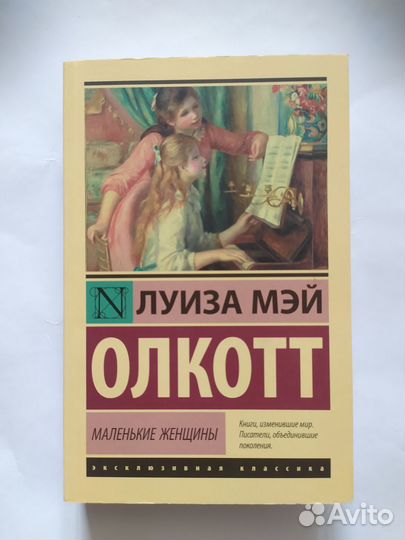 N ЛУИЗА МЭЙ
ОЛКОТТ
МАЛЕНЬКИЕ ЖЕНЩИНЫ
Книги, изменившие мир.
Писатели, объединившие
поколения.
эксклюзивная классика
Avito